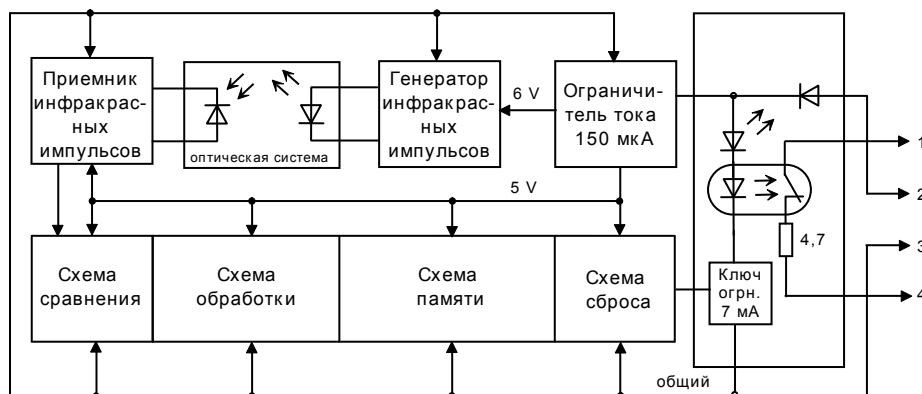 Приемник
инфракрас-
ных
импульсов
оптическая система
Генератор
инфракрас-
ных
импульсов
6 V
Ограничи-
тель тока
150 мкА
1
2
3
4
4,7
5 V
Схема
сравнения
Схема
обработки
Схема
памяти
Схема
сброса
Ключ
огрн.
7 мА
общий